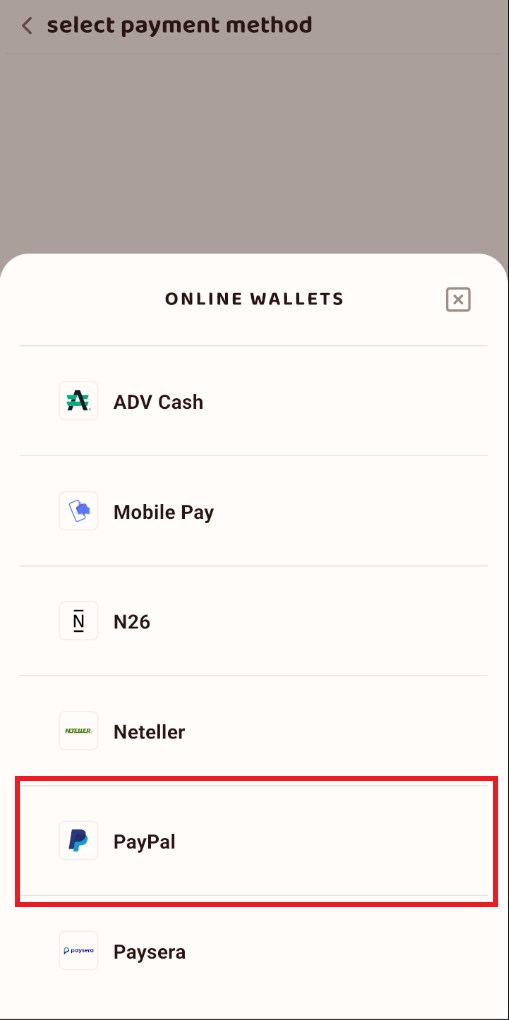 select payment method
ONLINE WALLETS
ADV Cash
Mobile Pay
N
N26
NETELLER
Neteller
PayPal
paysera
Paysera